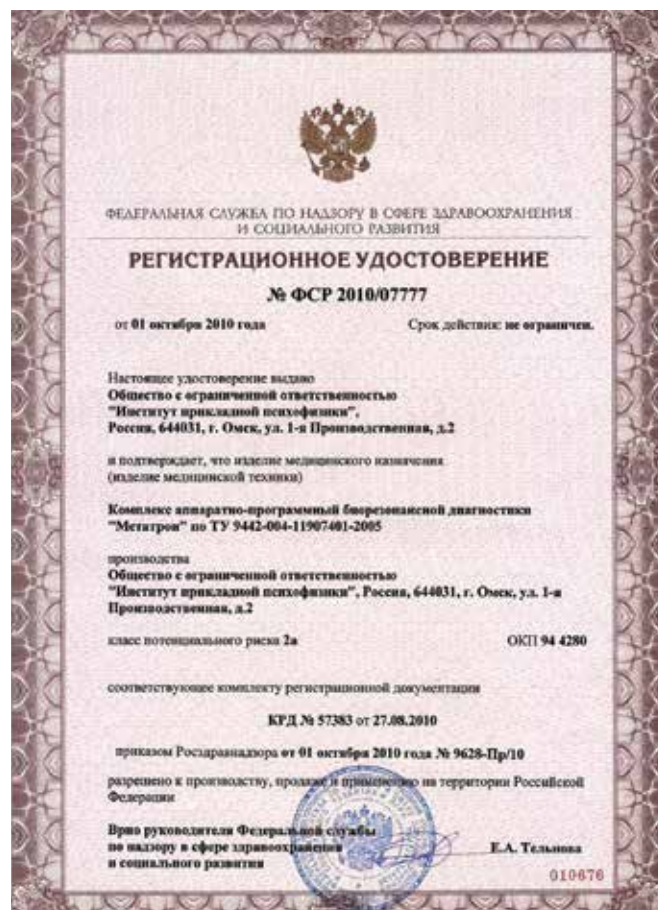 ФЕДЕРАЛЬНАЯ СЛУЖБА ПО НАДЗОРУ В СФЕРЕ ЗДРАВООХРАНЕНИЯ
И СОЦИАЛЬНОГО РАЗВИТИЯ
РЕГИСТРАЦИОННОЕ УДОСТОВЕРЕНИЕ
№ ФСР 2010/07777
от 01 октября 2010 года Срок действия: не ограничен.
Настоящее удостоверение выдано
Общество с ограниченной ответственностью
"Институт прикладной психофизики",
Россия, 644031, г. Омск, ул. 1-я Производственная, д.2
и подтверждает, что изделие медицинского назначения
(изделие медицинской техники)
Комплекс аппаратно-программный биорезонансной диагностики
"Метатрон" по ТУ 9442-004-11907401-2005
производства
Общество с ограниченной ответственностью
"Институт прикладной психофизики", Россия, 644031, г. Омск, ул. 1-я
Производственная, д.2
класс потенциального риска 2а ОКП 94 4280
соответствующее комплекту регистрационной документации
КРД № 57383 от 27.08.2010
приказом Росздравнадзора от 01 октября 2010 года № 9628-Пр/10
разрешено к производству, продаже и применению на территории Российской
Федерации
Врио руководителя Федеральной службы
по надзору в сфере здравоохранения
и социального развития
Е.А. Тельнова
010676